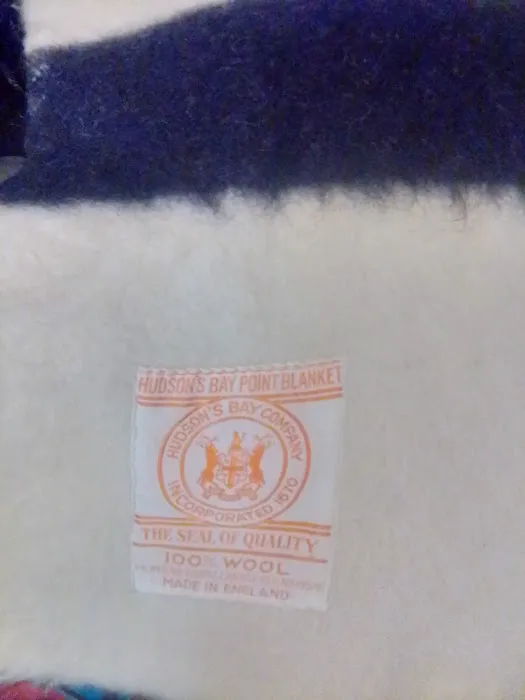 HUDSON'S BAY POINT BLANKET
HUDSON'S BAY COMPANY
INCORPORATED 1670
THE SEAL OF QUALITY
100% WOOL
MADE IN ENGLAND